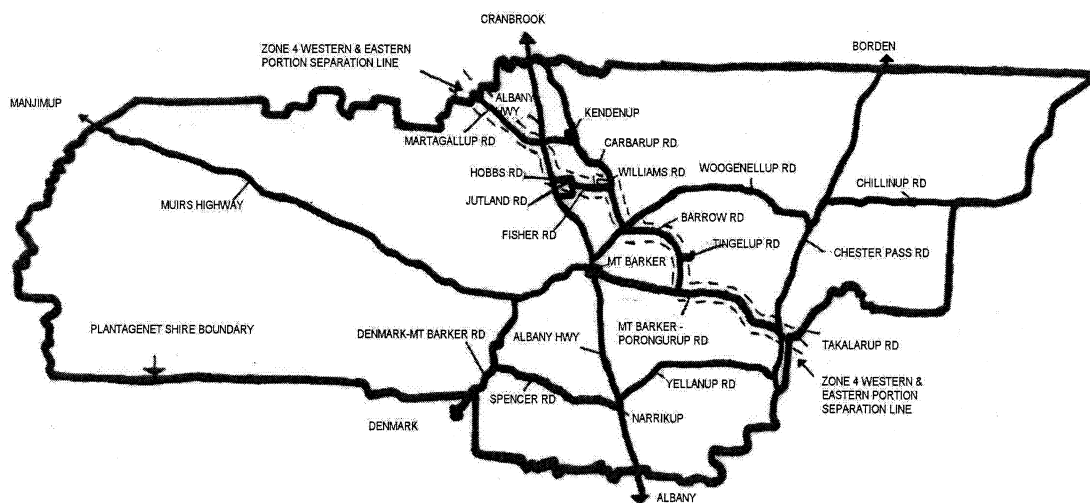 CRANBROOK
BORDEN
ZONE 4 WESTERN & EASTERN
PORTION SEPARATION LINE
MANJIMUP
ALBANY
HWY
KENDENUP
MARTAGALLUP RD
CARBARUP RD
HOBBS RD
WILLIAMS RD
WOOGENELLUP RD
CHILLINUP RD
JUTLAND RD
MUIRS HIGHWAY
BARROW RD
FISHER RD
TINGELUP RD
CHESTER PASS RD
MT BARKER
PLANTAGENET SHIRE BOUNDARY
DENMARK-MT BARKER RD
ALBANY HWY
MT BARKER -
PORONGURUP RD
TAKALARUP RD
YELLANUP RD
ZONE 4 WESTERN &
EASTERN PORTION
SEPARATION LINE
SPENCER RD
NARRIKUP
DENMARK
ALBANY